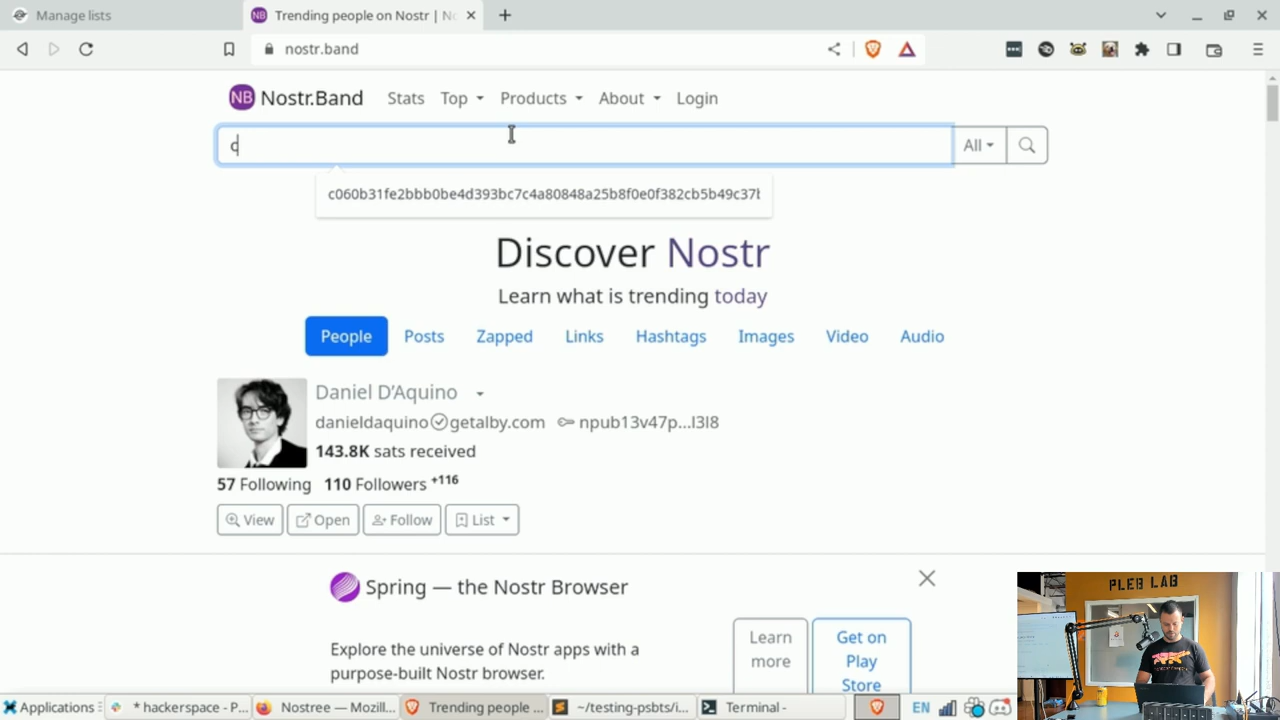 Manage lists
Trending people on Nostr | No
nostr.band
NB Nostr.Band Stats Top Products About Login
c
All
c060b31fe2bbb0be4d393bc7c4a80848a25b8f0e0f382cb5b49c37b
Discover Nostr
Learn what is trending today
People Posts Zapped Links Hashtags Images Video Audio
Daniel D'Aquino
danieldaquino getalby.com npub13v47p...l3l8
143.8K sats received
57 Following 110 Followers +116
View Open Follow List
Spring — the Nostr Browser
Explore the universe of Nostr apps with a
purpose-built Nostr browser.
Learn
more
Get on
Play
Store
PLEB LAB
Applications * hackerspace - P... Nostree — Mozill... Trending people ... ~/testing-psbts/i... Terminal - EN